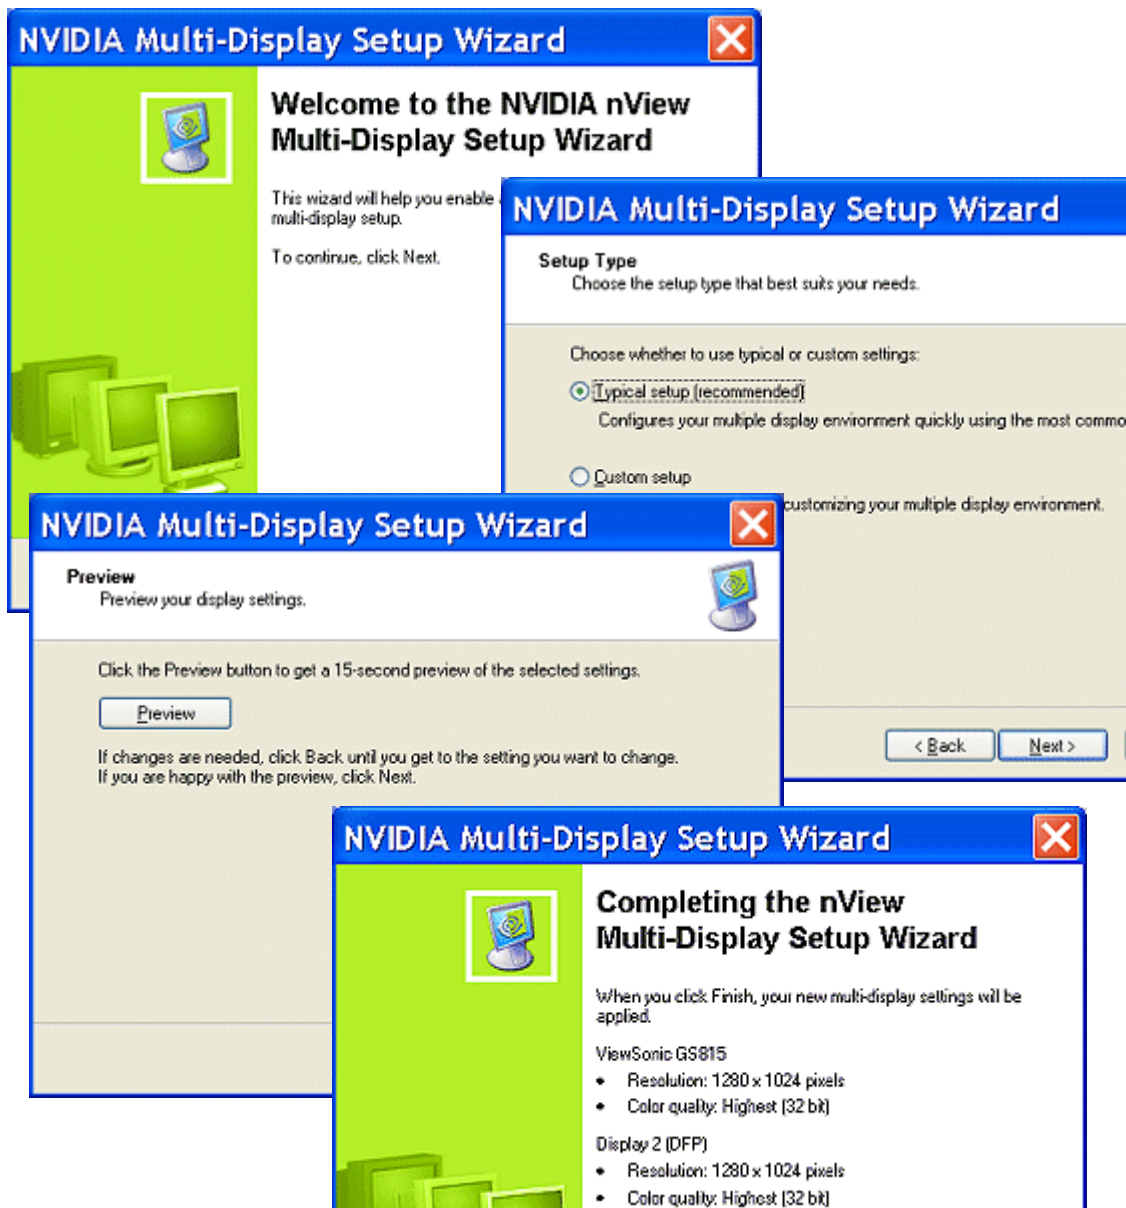 NVIDIA Multi-Display Setup Wizard
Welcome to the NVIDIA nView
Multi-Display Setup Wizard
This wizard will help you enable
multi-display setup.
To continue, click Next.
NVIDIA Multi-Display Setup Wizard
Setup Type
Choose the setup type that best suits your needs.
Choose whether to use typical or custom settings:
Typical setup (recommended)
Configures your multiple display environment quickly using the most commo
Custom setup
customizing your multiple display environment.
< Back
Next >
NVIDIA Multi-Display Setup Wizard
Preview
Preview your display settings.
Click the Preview button to get a 15-second preview of the selected settings.
Preview
If changes are needed, click Back until you get to the setting you want to change.
If you are happy with the preview, click Next.
NVIDIA Multi-Display Setup Wizard
Completing the nView
Multi-Display Setup Wizard
When you click Finish, your new multi-display settings will be
applied.
ViewSonic GS815
• Resolution: 1280 x 1024 pixels
• Color quality: Highest (32 bit)
Display 2 (DFP)
• Resolution: 1280 x 1024 pixels
• Color quality: Highest (32 bit)